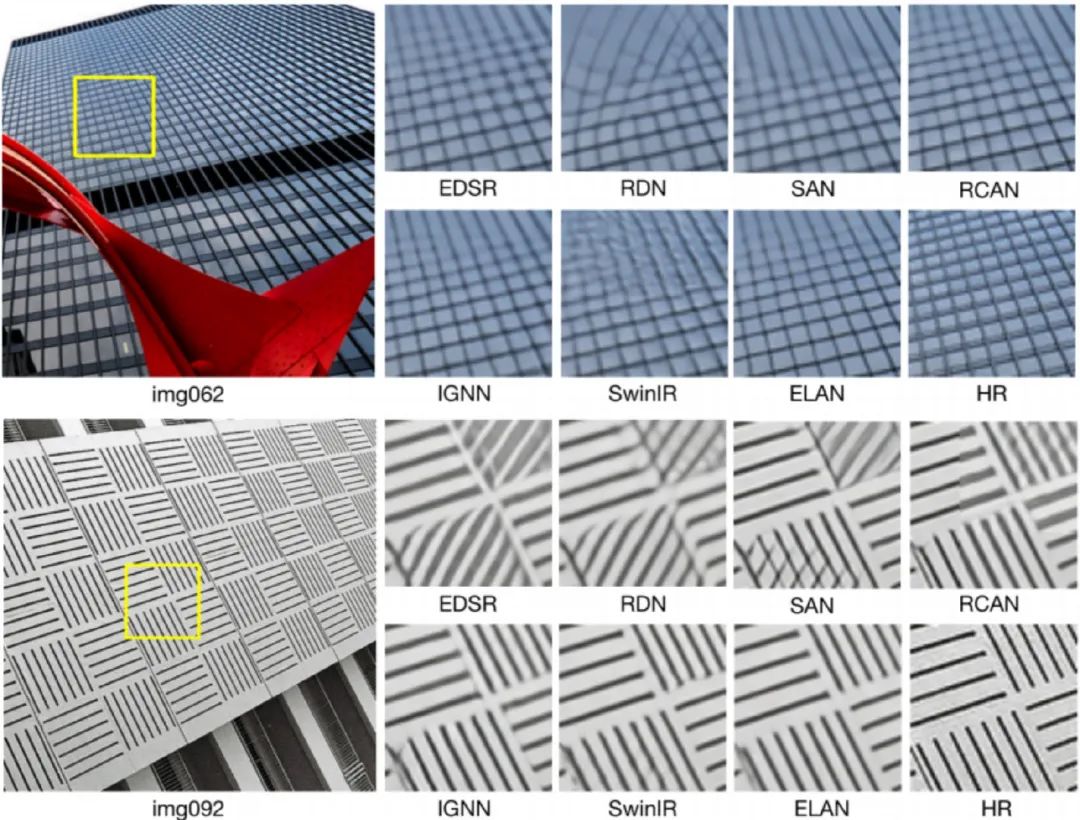 EDSR RDN SAN RCAN
img062 IGNN SwinIR ELAN HR
EDSR RDN SAN RCAN
img092 IGNN SwinIR ELAN HR